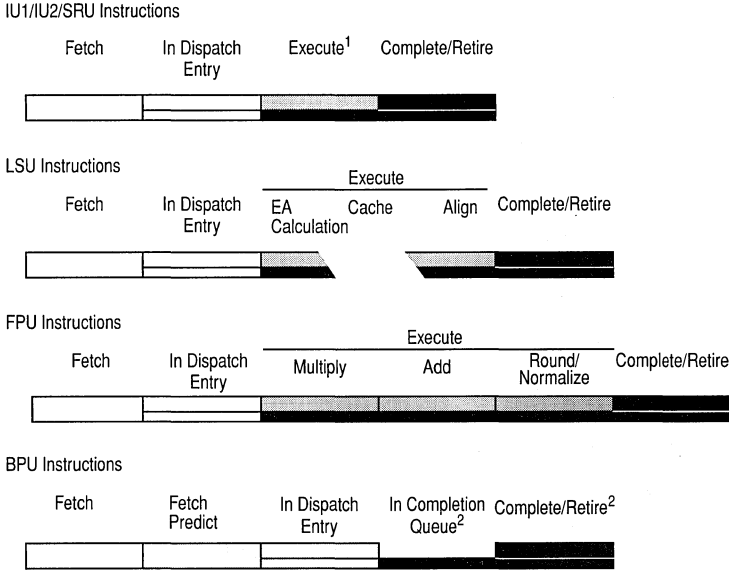 IU1/IU2/SRU Instructions
Fetch In Dispatch Execute1 Complete/Retire
Entry
LSU Instructions
Execute
Fetch In Dispatch EA Cache Align Complete/Retire
Entry Calculation
FPU Instructions
Execute
Fetch In Dispatch Multiply Add Round/ Complete/Retire
Entry Normalize
BPU Instructions
Fetch Fetch In Dispatch In Completion Complete/Retire2
Predict Entry Queue2